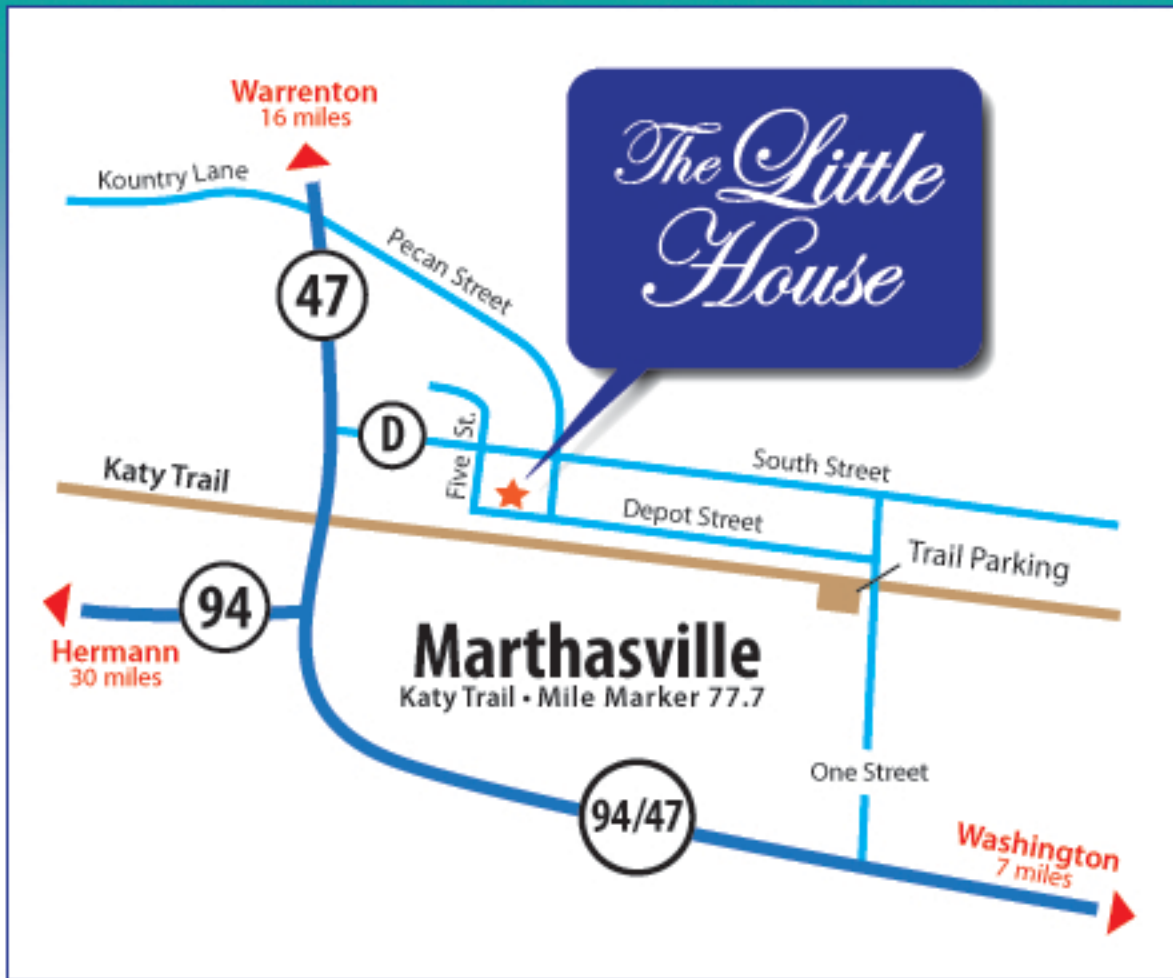 Warrenton
16 miles
The Little
House
Kountry Lane
Pecan Street
47
D
Five St.
South Street
Katy Trail
Depot Street
Trail Parking
94
Hermann
30 miles
Marthasville
Katy Trail • Mile Marker 77.7
One Street
94/47
Washington
7 miles